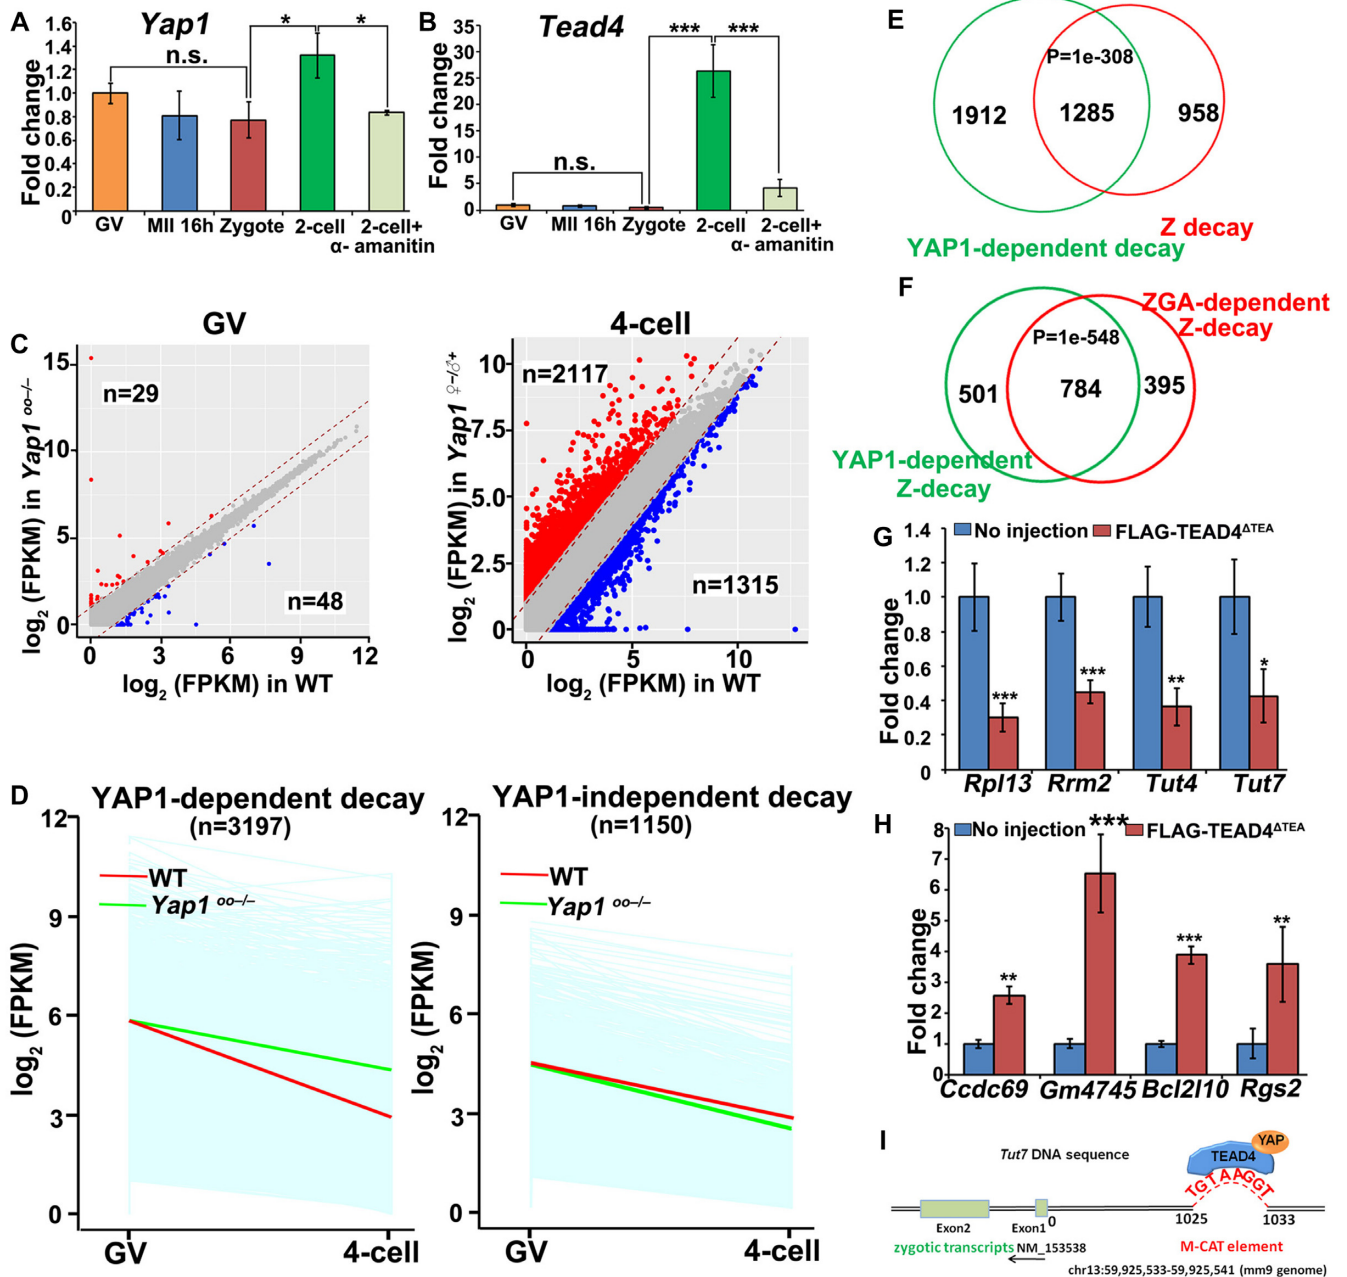 A
Yap1
Fold change
1.6
1.4
1.2
1.0
0.8
0.6
0.4
0.2
0
n.s.
*
*
GV
MII 16h
Zygote
2-cell
2-cell+
α- amanitin
B
Tead4
Fold change
35
30
25
20
15
10
5
0
n.s.
***
***
GV
MII 16h
Zygote
2-cell
2-cell+
α- amanitin
E
P=1e-308
1912
1285
958
Z decay
YAP1-dependent decay
F
ZGA-dependent
Z-decay
P=1e-548
501
784
395
YAP1-dependent
Z-decay
C
GV
log2 (FPKM) in Yap1 oo–/–
15
10
5
0
n=29
n=48
0
3
6
9
12
log2 (FPKM) in WT
4-cell
log2 (FPKM) in Yap1 ♀–/♂+
10
7.5
5.0
2.5
0
n=2117
n=1315
0
5
10
log2 (FPKM) in WT
G
No injection
FLAG-TEAD4ΔTEA
Fold change
1.4
1.2
1.0
0.8
0.6
0.4
0.2
0
***
***
**
*
Rpl13
Rrm2
Tut4
Tut7
D
YAP1-dependent decay
(n=3197)
log2 (FPKM)
12
9
6
3
0
WT
Yap1 oo–/–
GV
4-cell
YAP1-independent decay
(n=1150)
log2 (FPKM)
12
9
6
3
0
WT
Yap1 oo–/–
GV
4-cell
H
No injection
FLAG-TEAD4ΔTEA
Fold change
8
7
6
5
4
3
2
1
0
**
***
***
**
Ccdc69
Gm4745
Bcl2l10
Rgs2
I
Tut7 DNA sequence
YAP
TEAD4
TGTAAGGT
Exon2
Exon1
0
1025
1033
zygotic transcripts
NM_153538
M-CAT element
chr13:59,925,533-59,925,541 (mm9 genome)